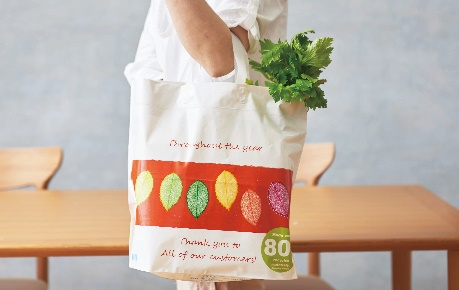 Throughout the year
Thank you to
All of our customers!
80